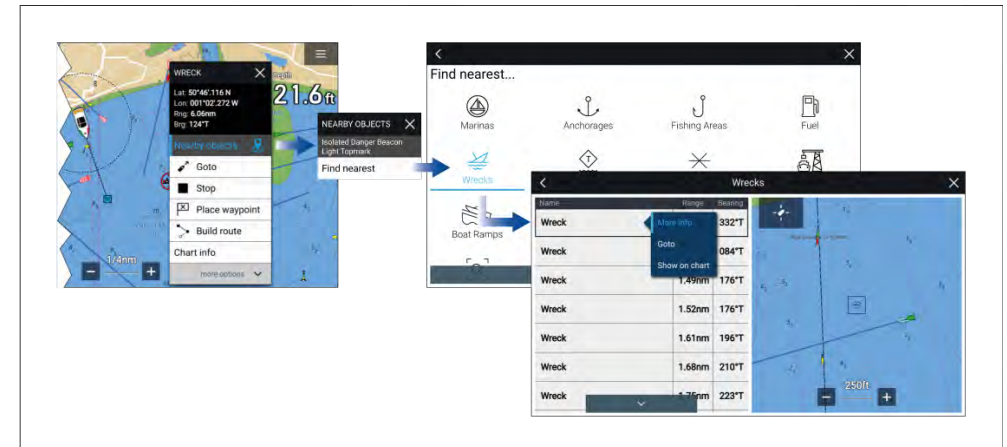 WRECK
Lat: 50°46'.116 N
Lon: 001°02'.272 W
Rng: 6.06nm
Brg: 124°T
Nearby objects
Goto
Stop
Place waypoint
Build route
Chart info
more options
Depth
21.6ft
1/4nm
NEARBY OBJECTS
Isolated Danger Beacon
Light Topmark
Find nearest
Find nearest...
Marinas
Anchorages
Fishing Areas
Fuel
Wrecks
Boat Ramps
Wrecks
Name Range Bearing
Wreck 332°T
Wreck 084°T
Wreck 1.49nm 176°T
Wreck 1.52nm 176°T
Wreck 1.61nm 196°T
Wreck 1.68nm 210°T
Wreck 1.75nm 223°T
More info
Goto
Show on chart
250ft